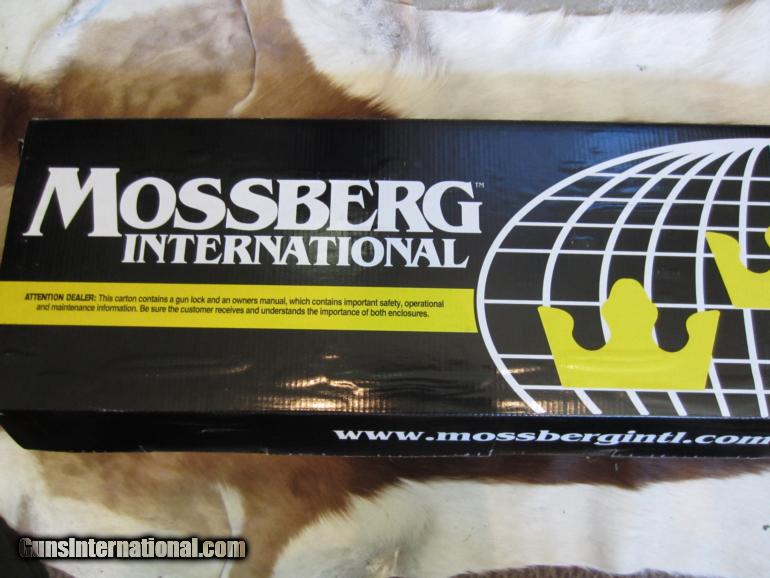 MOSSBERG™
INTERNATIONAL
ATTENTION DEALER: This carton contains a gun lock and an owners manual, which contains important safety, operational
and maintenance information. Be sure the customer receives and understands the importance of both enclosures.
www.mossbergintl.com
GunsInternational.com